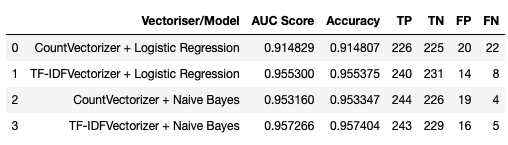 Vectoriser/Model AUC Score Accuracy TP TN FP FN
0 CountVectorizer + Logistic Regression 0.914829 0.914807 226 225 20 22
1 TF-IDFVectorizer + Logistic Regression 0.955300 0.955375 240 231 14 8
2 CountVectorizer + Naive Bayes 0.953160 0.953347 244 226 19 4
3 TF-IDFVectorizer + Naive Bayes 0.957266 0.957404 243 229 16 5